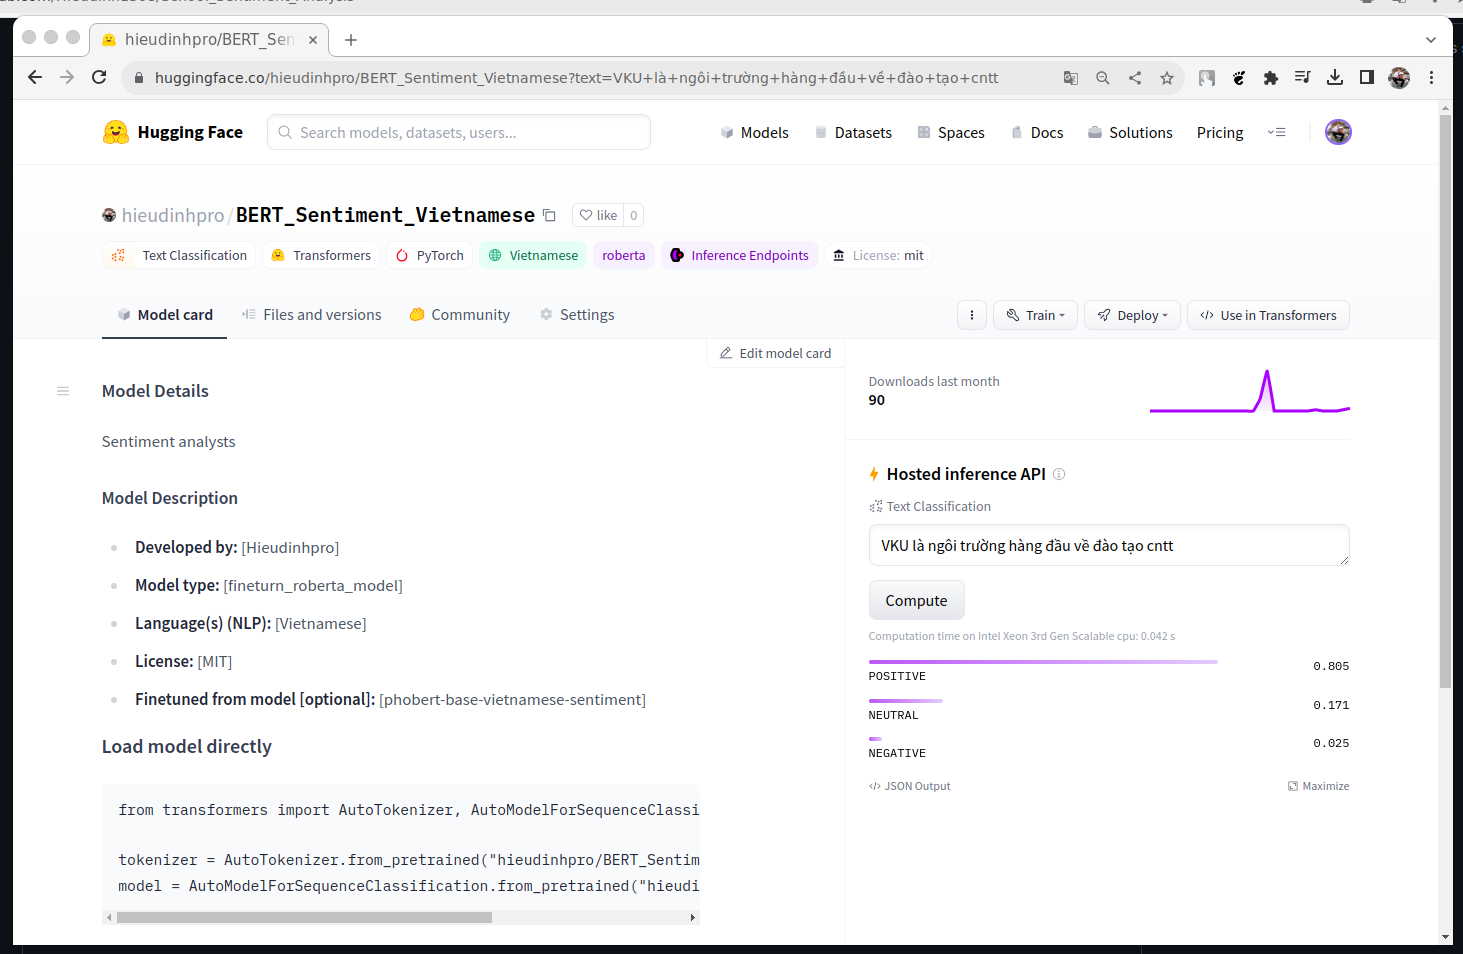 hieudinhpro/BERT_Sen
huggingface.co/hieudinhpro/BERT_Sentiment_Vietnamese?text=VKU+là+ngôi+trường+hàng+đầu+về+đào+tạo+cntt
Hugging Face
Search models, datasets, users...
Models
Datasets
Spaces
Docs
Solutions
Pricing
hieudinhpro/BERT_Sentiment_Vietnamese
like
0
Text Classification
Transformers
PyTorch
Vietnamese
roberta
Inference Endpoints
License: mit
Model card
Files and versions
Community
Settings
Train
Deploy
Use in Transformers
Edit model card
Model Details
Sentiment analysts
Model Description
Developed by: [Hieudinhpro]
Model type: [fineturn_roberta_model]
Language(s) (NLP): [Vietnamese]
License: [MIT]
Finetuned from model [optional]: [phobert-base-vietnamese-sentiment]
Load model directly
from transformers import AutoTokenizer, AutoModelForSequenceClassi
tokenizer = AutoTokenizer.from_pretrained("hieudinhpro/BERT_Sentim
model = AutoModelForSequenceClassification.from_pretrained("hieudi
Downloads last month
90
Hosted inference API
Text Classification
VKU là ngôi trường hàng đầu về đào tạo cntt
Compute
Computation time on Intel Xeon 3rd Gen Scalable cpu: 0.042 s
POSITIVE 0.805
NEUTRAL 0.171
NEGATIVE 0.025
JSON Output
Maximize